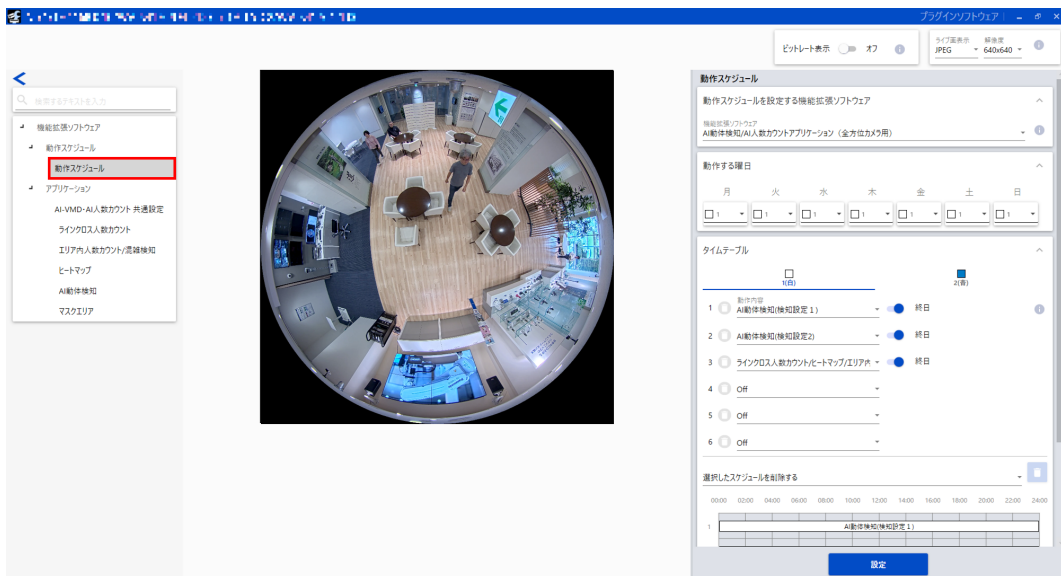 プラグインソフトウェア
ビットレート表示 オフ
ライブ画表示 解像度
JPEG 640x640
検索するテキストを入力
機能拡張ソフトウェア
動作スケジュール
動作スケジュール
アプリケーション
AI-VMD・AI人数カウント 共通設定
ラインクロス人数カウント
エリア内人数カウント/混雑検知
ヒートマップ
AI動体検知
マスクエリア
動作スケジュール
動作スケジュールを設定する機能拡張ソフトウェア
機能拡張ソフトウェア
AI動体検知/AI人数カウントアプリケーション（全方位カメラ用）
動作する曜日
月 火 水 木 金 土 日
1 1 1 1 1 1 1
タイムテーブル
1(白) 2(青)
動作内容
1 AI動体検知(検知設定１) 終日
2 AI動体検知(検知設定2) 終日
3 ラインクロス人数カウント/ヒートマップ/エリア内 終日
4 Off
5 Off
6 Off
選択したスケジュールを削除する
00:00 02:00 04:00 06:00 08:00 10:00 12:00 14:00 16:00 18:00 20:00 22:00 24:00
1 AI動体検知(検知設定１)
設定